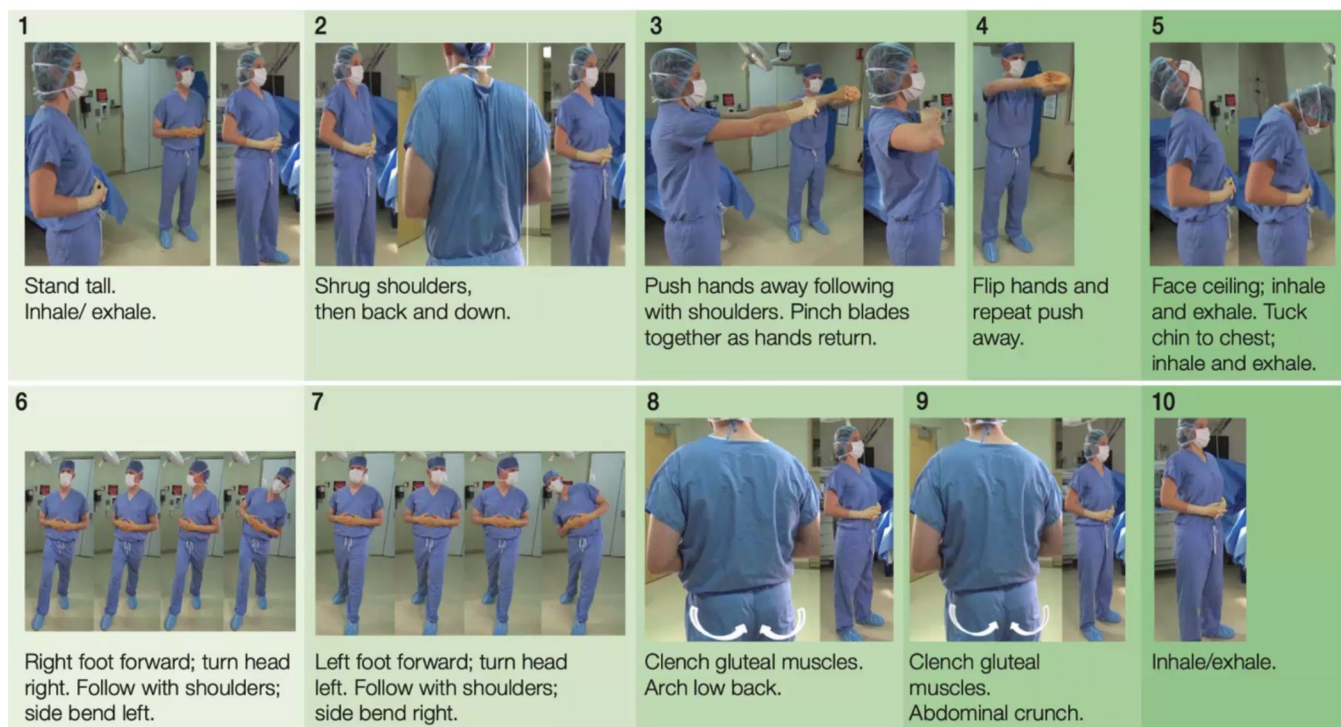 1
Stand tall.
Inhale/ exhale.
2
Shrug shoulders,
then back and down.
3
Push hands away following
with shoulders. Pinch blades
together as hands return.
4
Flip hands and
repeat push
away.
5
Face ceiling; inhale
and exhale. Tuck
chin to chest;
inhale and exhale.
6
Right foot forward; turn head
right. Follow with shoulders;
side bend left.
7
Left foot forward; turn head
left. Follow with shoulders;
side bend right.
8
Clench gluteal muscles.
Arch low back.
9
Clench gluteal
muscles.
Abdominal crunch.
10
Inhale/exhale.